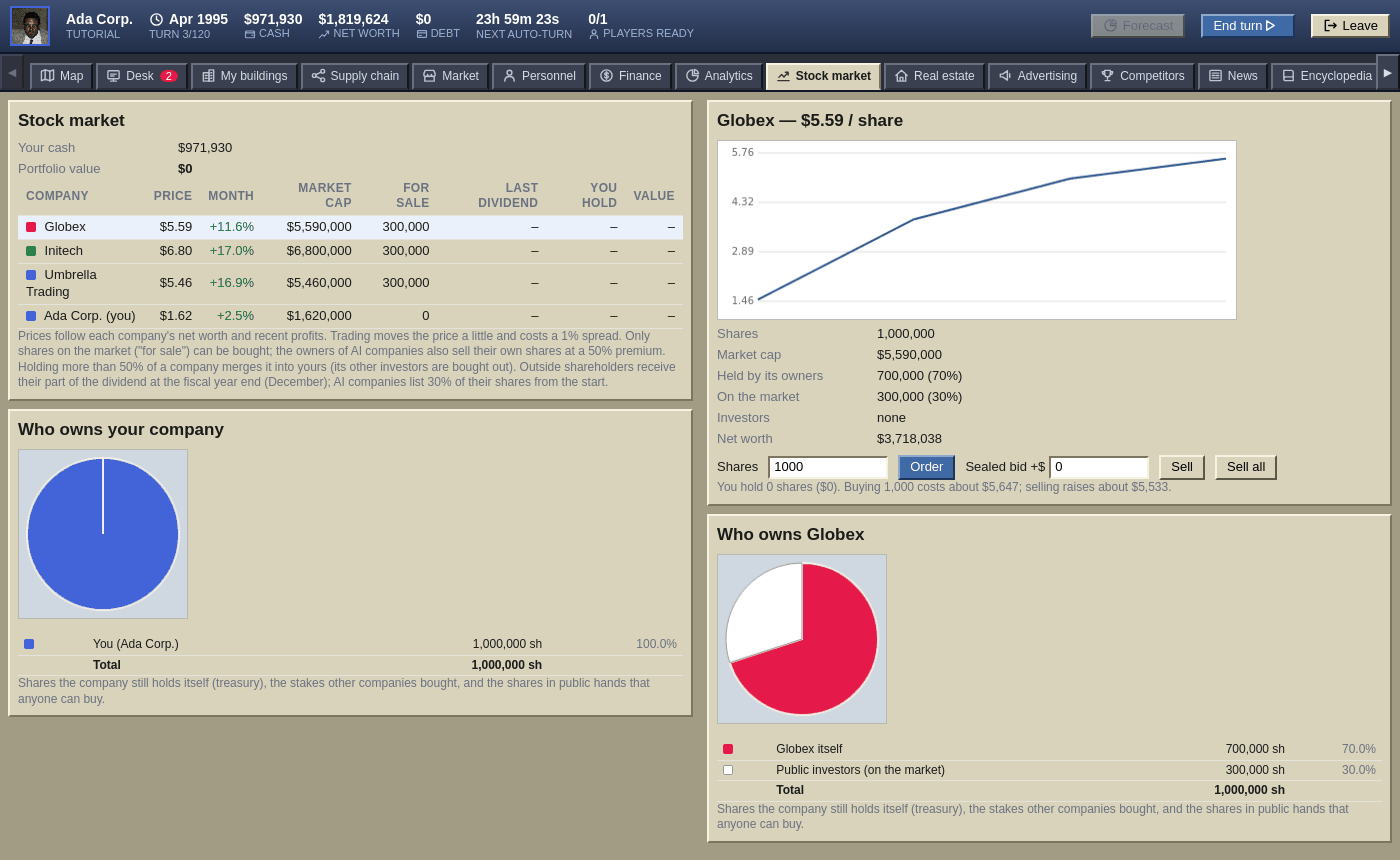 Ada Corp.
TUTORIAL
Apr 1995
TURN 3/120
$971,930
CASH
$1,819,624
NET WORTH
$0
DEBT
23h 59m 23s
NEXT AUTO-TURN
0/1
PLAYERS READY
Forecast
End turn
Leave
Map
Desk 2
My buildings
Supply chain
Market
Personnel
Finance
Analytics
Stock market
Real estate
Advertising
Competitors
News
Encyclopedia
Stock market
Your cash $971,930
Portfolio value $0
COMPANY PRICE MONTH MARKET CAP FOR SALE LAST DIVIDEND YOU HOLD VALUE
Globex $5.59 +11.6% $5,590,000 300,000 – – –
Initech $6.80 +17.0% $6,800,000 300,000 – – –
Umbrella Trading $5.46 +16.9% $5,460,000 300,000 – – –
Ada Corp. (you) $1.62 +2.5% $1,620,000 0 – – –
Prices follow each company's net worth and recent profits. Trading moves the price a little and costs a 1% spread. Only
shares on the market ("for sale") can be bought; the owners of AI companies also sell their own shares at a 50% premium.
Holding more than 50% of a company merges it into yours (its other investors are bought out). Outside shareholders receive
their part of the dividend at the fiscal year end (December); AI companies list 30% of their shares from the start.
Who owns your company
You (Ada Corp.) 1,000,000 sh 100.0%
Total 1,000,000 sh
Shares the company still holds itself (treasury), the stakes other companies bought, and the shares in public hands that
anyone can buy.
Globex — $5.59 / share
5.76
4.32
2.89
1.46
Shares 1,000,000
Market cap $5,590,000
Held by its owners 700,000 (70%)
On the market 300,000 (30%)
Investors none
Net worth $3,718,038
Shares 1000 Order Sealed bid +$ 0 Sell Sell all
You hold 0 shares ($0). Buying 1,000 costs about $5,647; selling raises about $5,533.
Who owns Globex
Globex itself 700,000 sh 70.0%
Public investors (on the market) 300,000 sh 30.0%
Total 1,000,000 sh
Shares the company still holds itself (treasury), the stakes other companies bought, and the shares in public hands that
anyone can buy.